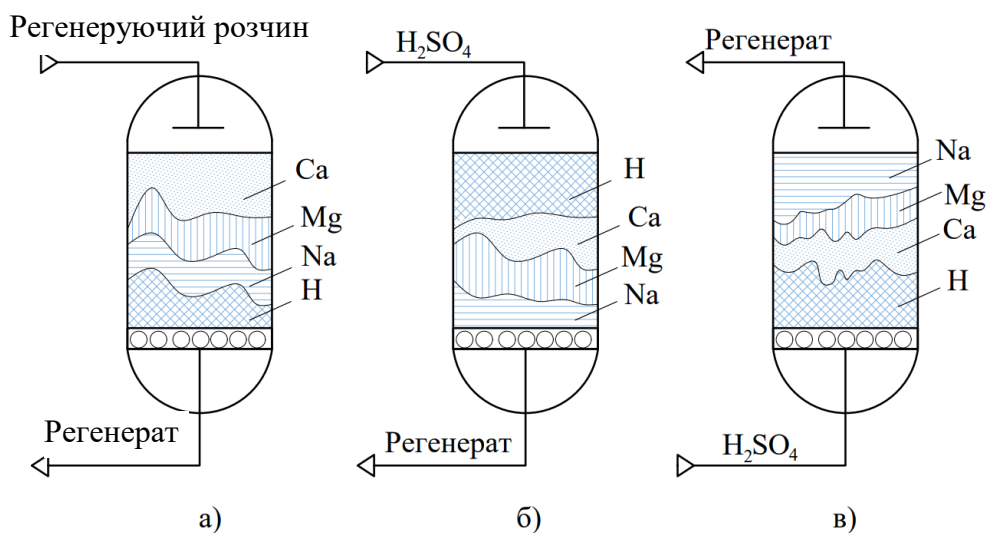 Регенеруючий розчин
H₂SO₄
Регенерат
Ca
Mg
Na
H
Регенерат
H
Ca
Mg
Na
Регенерат
Na
Mg
Ca
H
H₂SO₄
а)
б)
в)